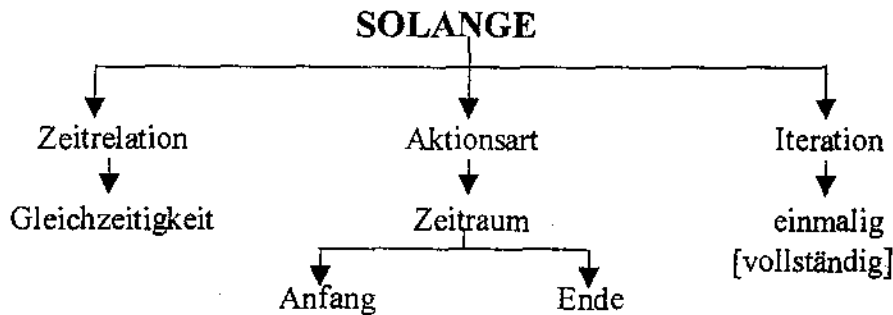 SOLANGE
Zeitrelation Aktionsart Iteration
Gleichzeitigkeit Zeitraum einmalig
[vollständig]
Anfang Ende